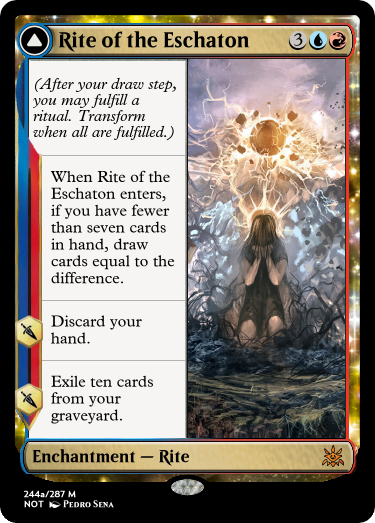 Rite of the Eschaton 3
(After your draw step,
you may fulfill a
ritual. Transform
when all are fulfilled.)
When Rite of the
Eschaton enters,
if you have fewer
than seven cards
in hand, draw
cards equal to the
difference.
Discard your
hand.
Exile ten cards
from your
graveyard.
Enchantment — Rite
244a/287 M
NOT Pedro Sena